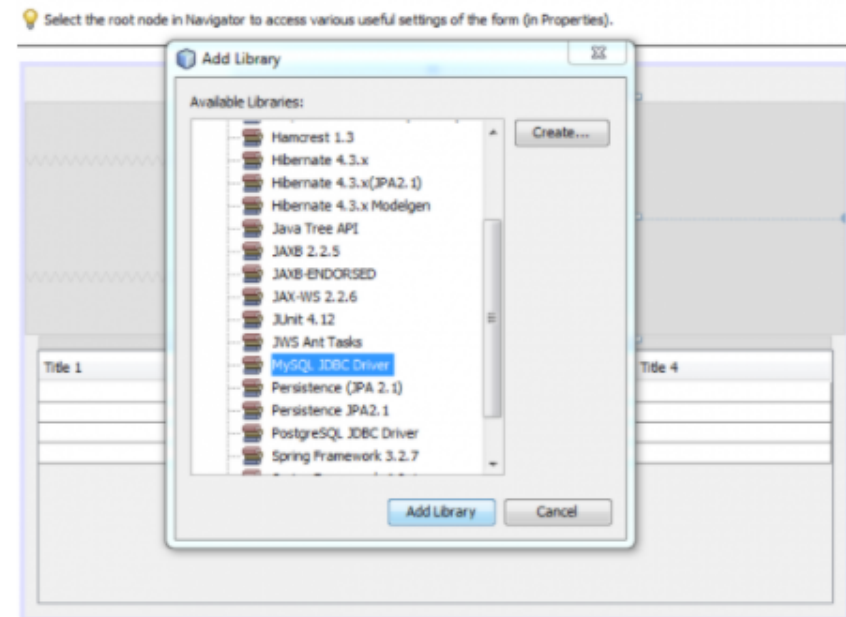 Select the root node in Navigator to access various useful settings of the form (in Properties).
Add Library
Available Libraries:
Create...
Hamcrest 1.3
Hibernate 4.3.x
Hibernate 4.3.x(JPA2.1)
Hibernate 4.3.x Modelgen
Java Tree API
JAXB 2.2.5
JAXB-ENDORSED
JAX-WS 2.2.6
JUnit 4.12
JWS Ant Tasks
MySQL JDBC Driver
Persistence (JPA 2.1)
Persistence JPA2.1
PostgreSQL JDBC Driver
Spring Framework 3.2.7
Title 1
Title 4
Add Library
Cancel